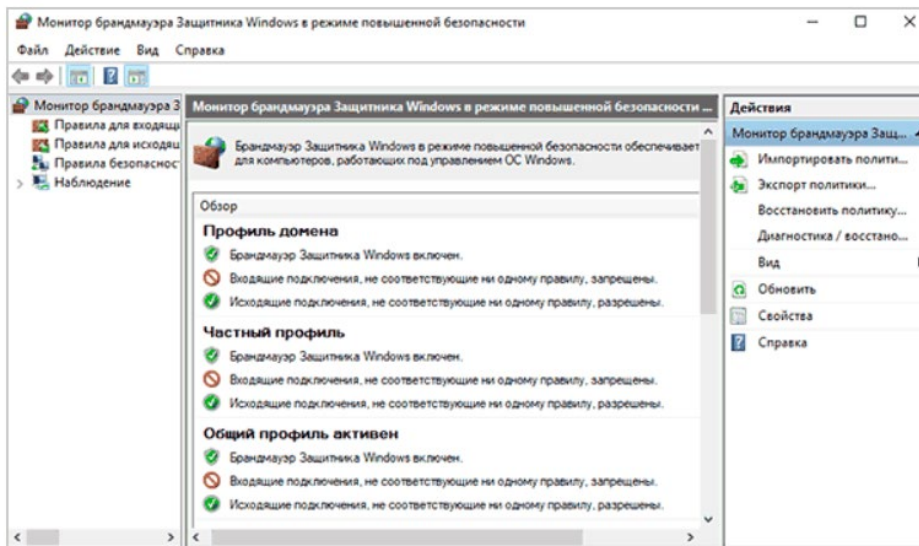 Монитор брандмауэра Защитника Windows в режиме повышенной безопасности
Файл Действие Вид Справка
Монитор брандмауэра З
Правила для входящи
Правила для исходящ
Правила безопаснос
Наблюдение
Монитор брандмауэра Защитника Windows в режиме повышенной безопасности ...
Брандмауэр Защитника Windows в режиме повышенной безопасности обеспечивает
для компьютеров, работающих под управлением ОС Windows.
Обзор
Профиль домена
Брандмауэр Защитника Windows включен.
Входящие подключения, не соответствующие ни одному правилу, запрещены.
Исходящие подключения, не соответствующие ни одному правилу, разрешены.
Частный профиль
Брандмауэр Защитника Windows включен.
Входящие подключения, не соответствующие ни одному правилу, запрещены.
Исходящие подключения, не соответствующие ни одному правилу, разрешены.
Общий профиль активен
Брандмауэр Защитника Windows включен.
Входящие подключения, не соответствующие ни одному правилу, запрещены.
Исходящие подключения, не соответствующие ни одному правилу, разрешены.
Действия
Монитор брандмауэра Защ...
Импортировать полити...
Экспорт политики...
Восстановить политику...
Диагностика / восстано...
Вид
Обновить
Свойства
Справка